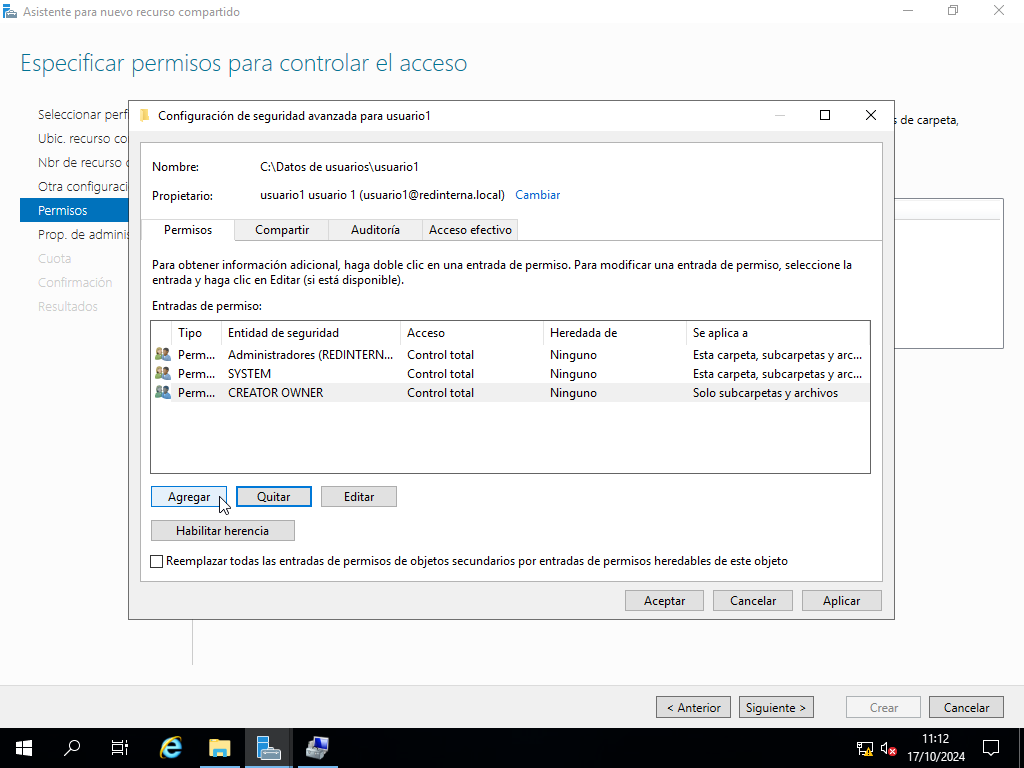 Asistente para nuevo recurso compartido
Especificar permisos para controlar el acceso
Seleccionar perf
Ubic. recurso co
Nbr de recurso
Otra configuraci
Permisos
Prop. de adminis
Cuota
Confirmación
Resultados
s de carpeta,
Configuración de seguridad avanzada para usuario1
Nombre: C:\Datos de usuarios\usuario1
Propietario: usuario1 usuario 1 (usuario1@redinterna.local) Cambiar
Permisos Compartir Auditoría Acceso efectivo
Para obtener información adicional, haga doble clic en una entrada de permiso. Para modificar una entrada de permiso, seleccione la
entrada y haga clic en Editar (si está disponible).
Entradas de permiso:
Tipo Entidad de seguridad Acceso Heredada de Se aplica a
Perm... Administradores (REDINTERN... Control total Ninguno Esta carpeta, subcarpetas y arc...
Perm... SYSTEM Control total Ninguno Esta carpeta, subcarpetas y arc...
Perm... CREATOR OWNER Control total Ninguno Solo subcarpetas y archivos
Agregar Quitar Editar
Habilitar herencia
Reemplazar todas las entradas de permisos de objetos secundarios por entradas de permisos heredables de este objeto
Aceptar Cancelar Aplicar
< Anterior Siguiente > Crear Cancelar
11:12
17/10/2024